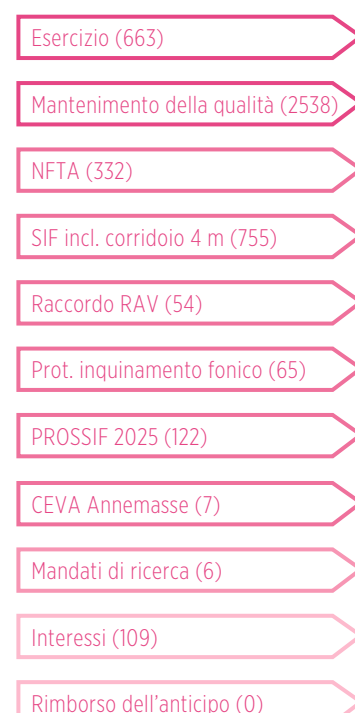 Esercizio (663)
Mantenimento della qualità (2538)
NFTA (332)
SIF incl. corridoio 4 m (755)
Raccordo RAV (54)
Prot. inquinamento fonico (65)
PROSSIF 2025 (122)
CEVA Annemasse (7)
Mandati di ricerca (6)
Interessi (109)
Rimborso dell'anticipo (0)